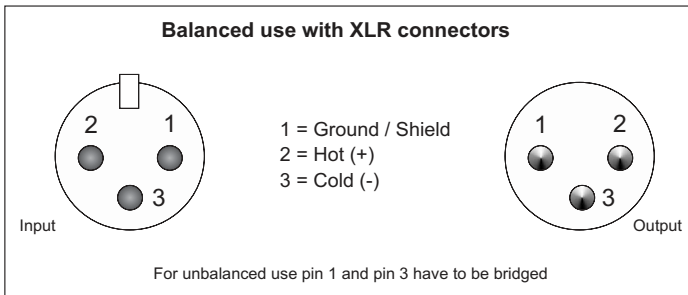 Balanced use with XLR connectors
2 1
3
Input
1 = Ground / Shield
2 = Hot (+)
3 = Cold (-)
1 2
3
Output
For unbalanced use pin 1 and pin 3 have to be bridged